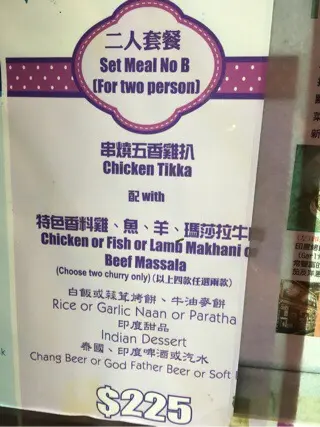 二人套餐
Set Meal No B
(For two person)
串燒五香雞扒
Chicken Tikka
配 with
特色香料雞、魚、羊、瑪莎拉牛
Chicken or Fish or Lamb Makhani
Beef Massala
(Choose two churry only) (以上四款任選兩款)
白飯或蒜茸烤餅、牛油麥餅
Rice or Garlic Naan or Paratha
印度甜品
Indian Dessert
泰國、印度啤酒或汽水
Chang Beer or God Father Beer or Soft
$225